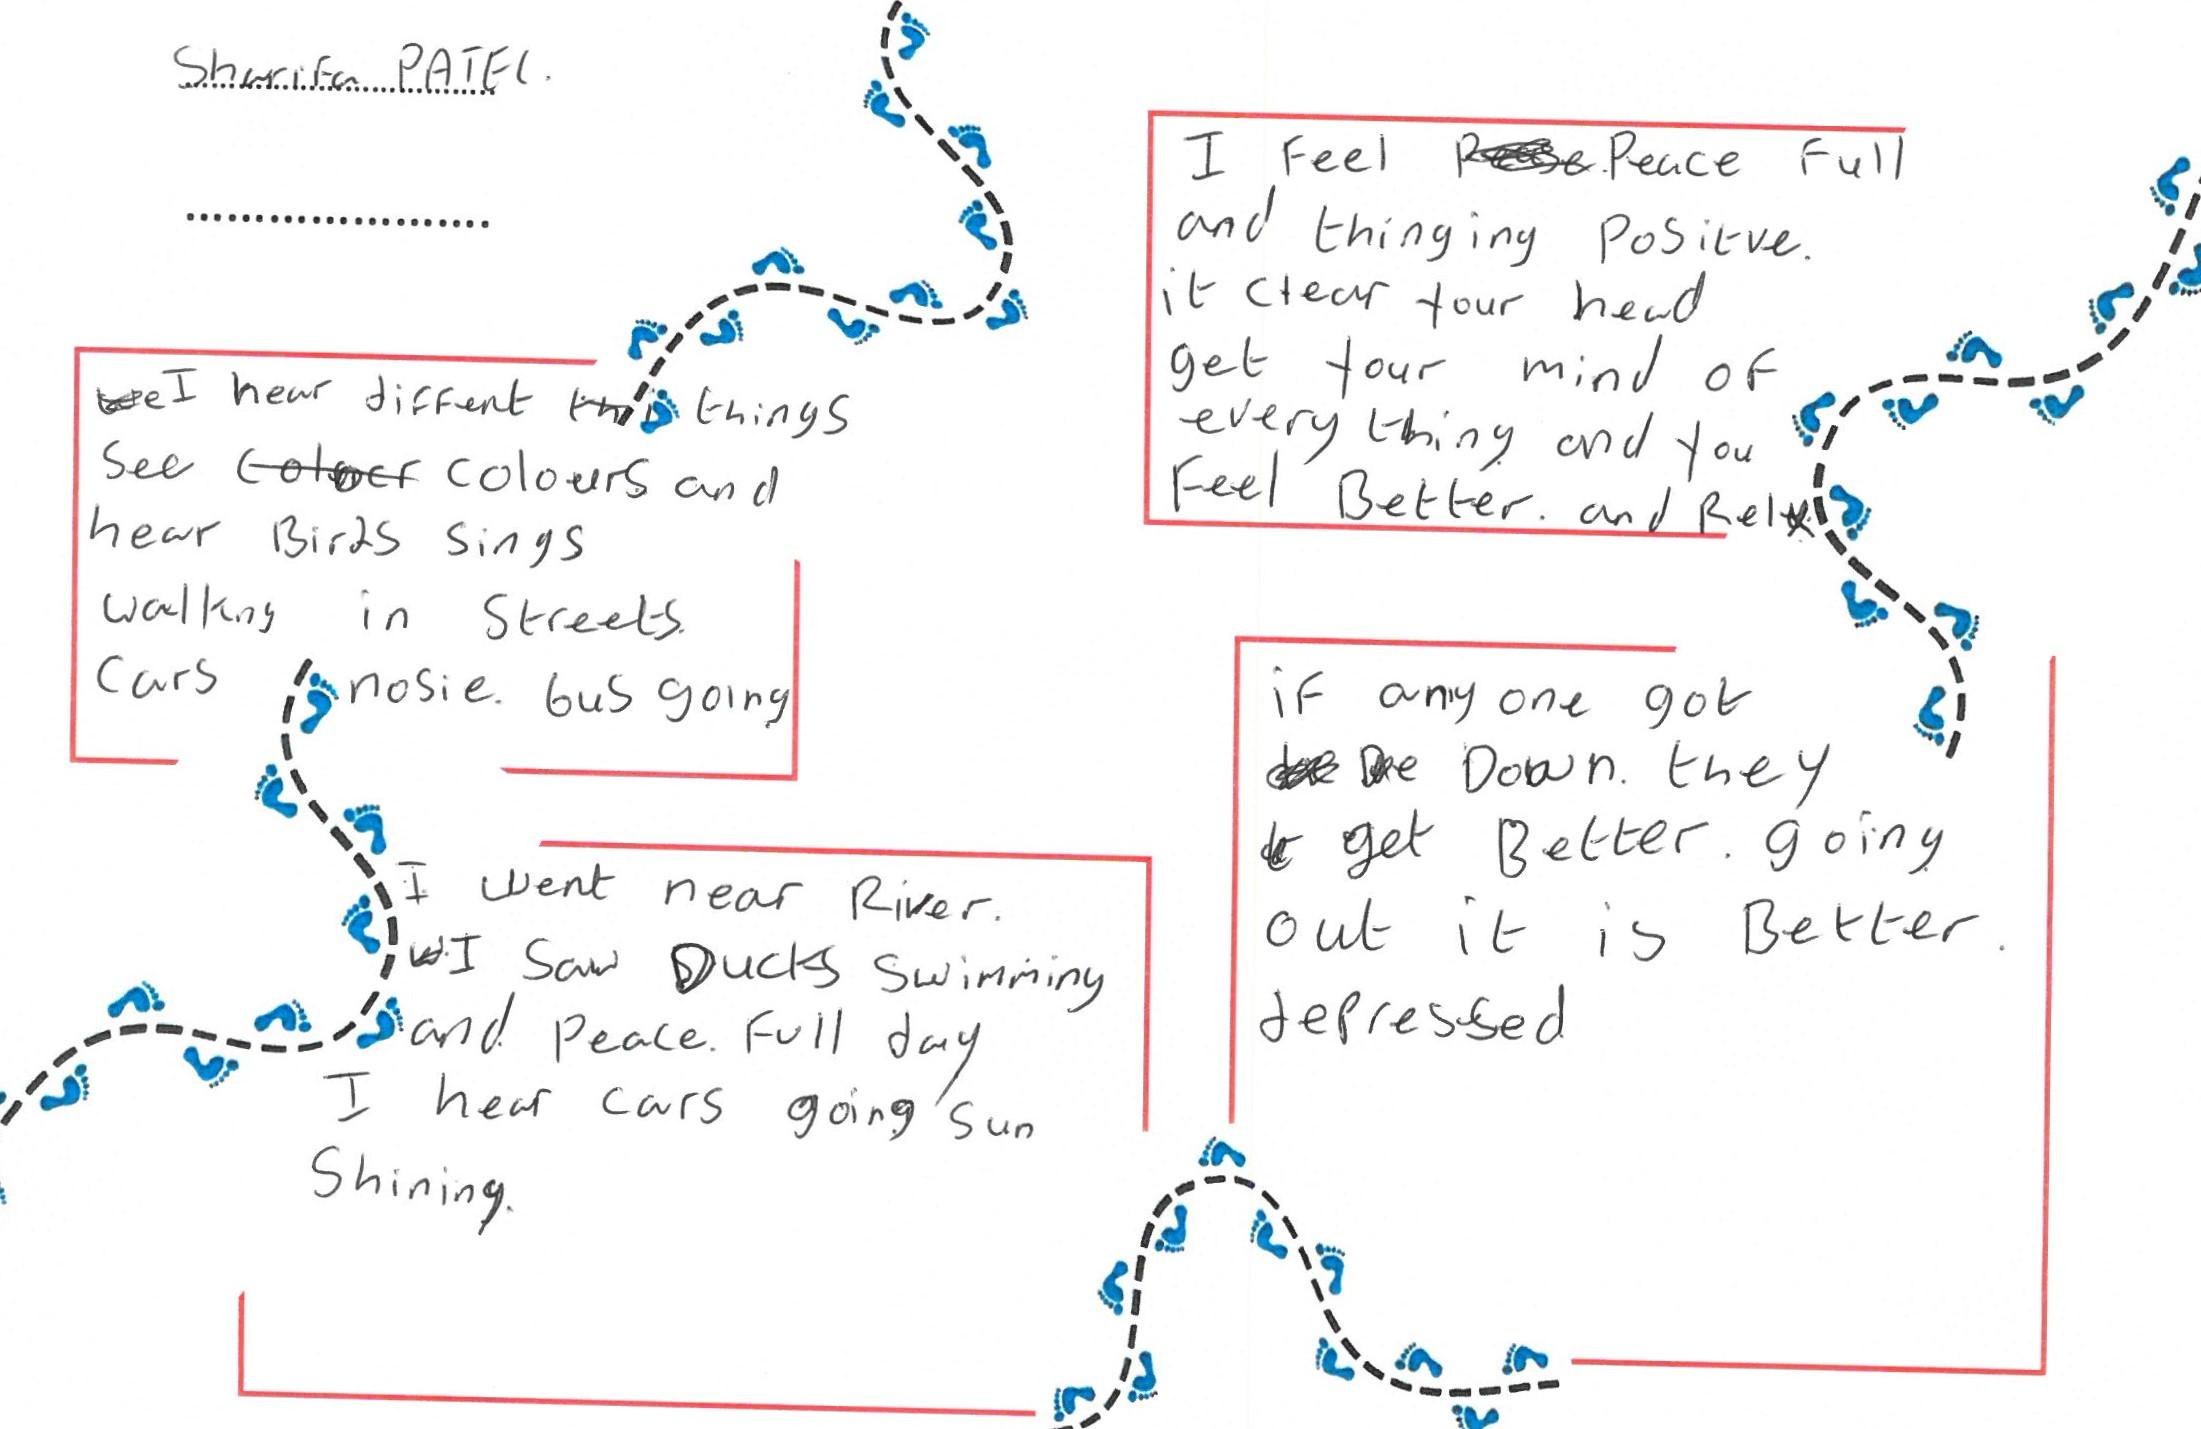 Sharifa PATEL.
I hear diffent things
See colours and
hear Birds sings
walkng in Streets.
Cars nosie. bus going
I went near River.
I saw Ducks swimming
and Peace. Full day
I hear cars going sun
Shining.
I Feel Peace Full
and thinging Positve.
it clear your head
get your mind of
every thing and you
Feel Better. and Relx
if any one got
Down. they
get Better. going
out it is Better.
depressed